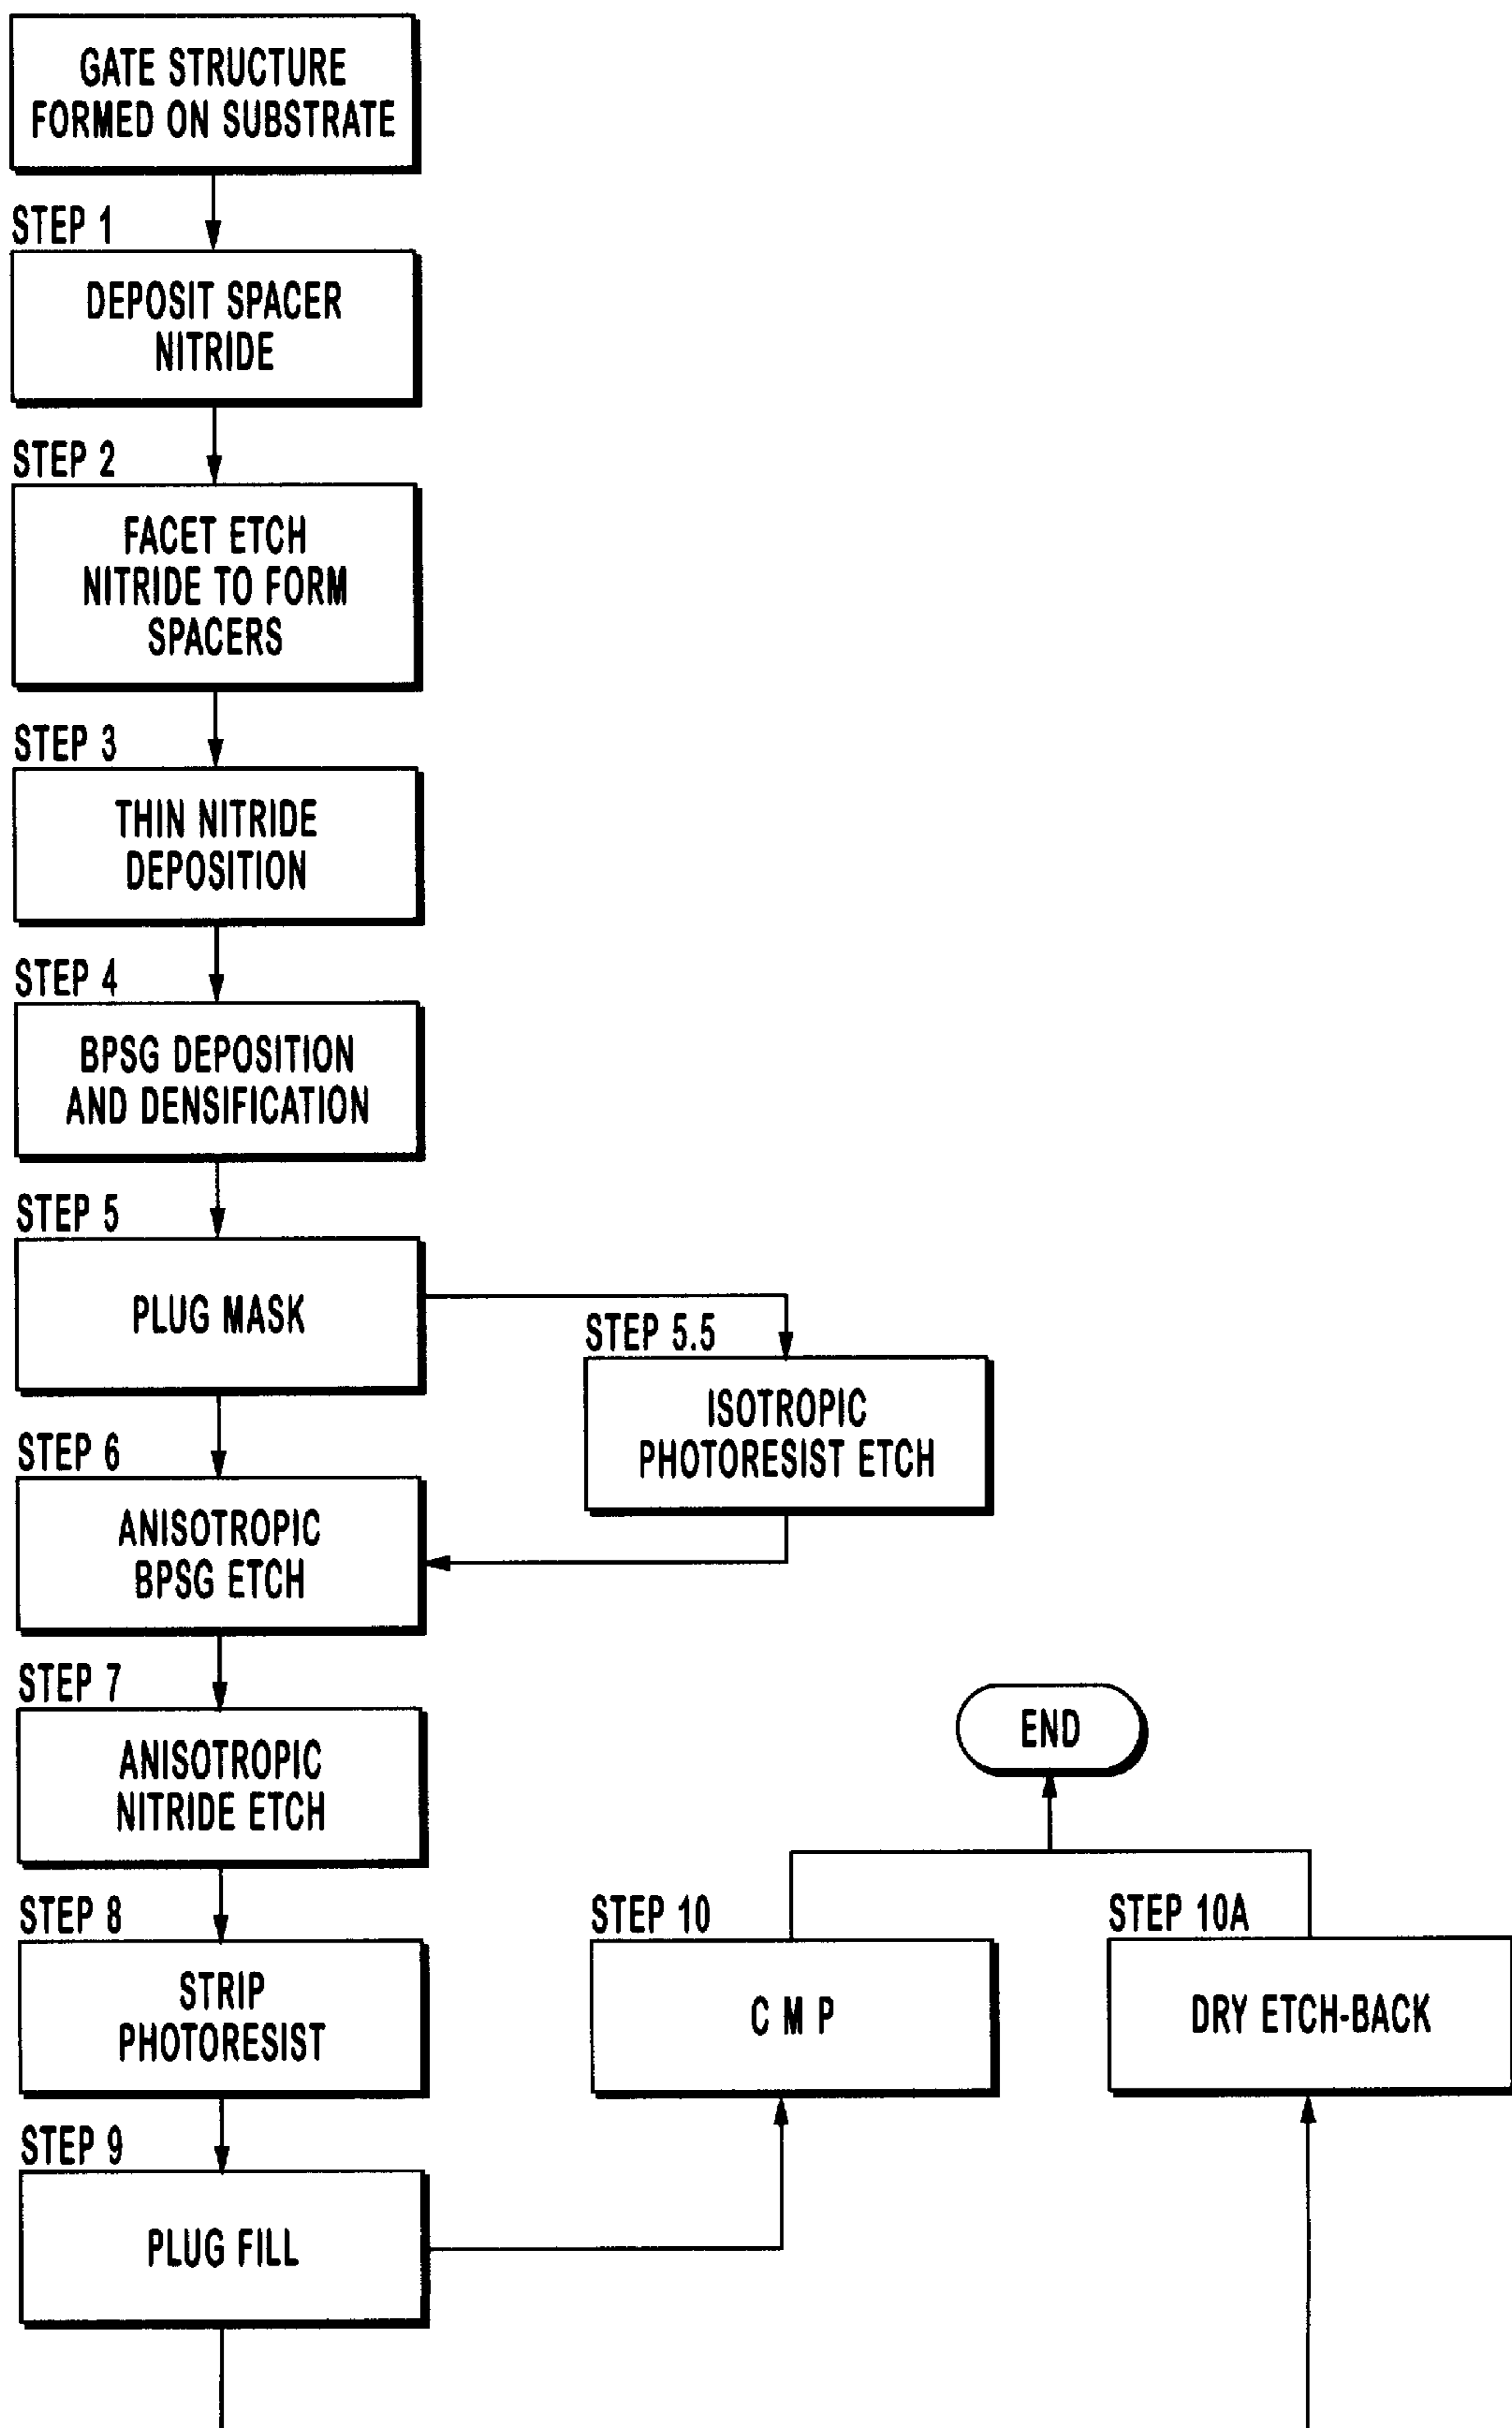 GATE STRUCTURE
FORMED ON SUBSTRATE
STEP 1
DEPOSIT SPACER
NITRIDE
STEP 2
FACET ETCH
NITRIDE TO FORM
SPACERS
STEP 3
THIN NITRIDE
DEPOSITION
STEP 4
BPSG DEPOSITION
AND DENSIFICATION
STEP 5
PLUG MASK
STEP 5.5
ISOTROPIC
PHOTORESIST ETCH
STEP 6
ANISOTROPIC
BPSG ETCH
STEP 7
ANISOTROPIC
NITRIDE ETCH
STEP 8
STRIP
PHOTORESIST
STEP 9
PLUG FILL
STEP 10
C M P
STEP 10A
DRY ETCH-BACK
END